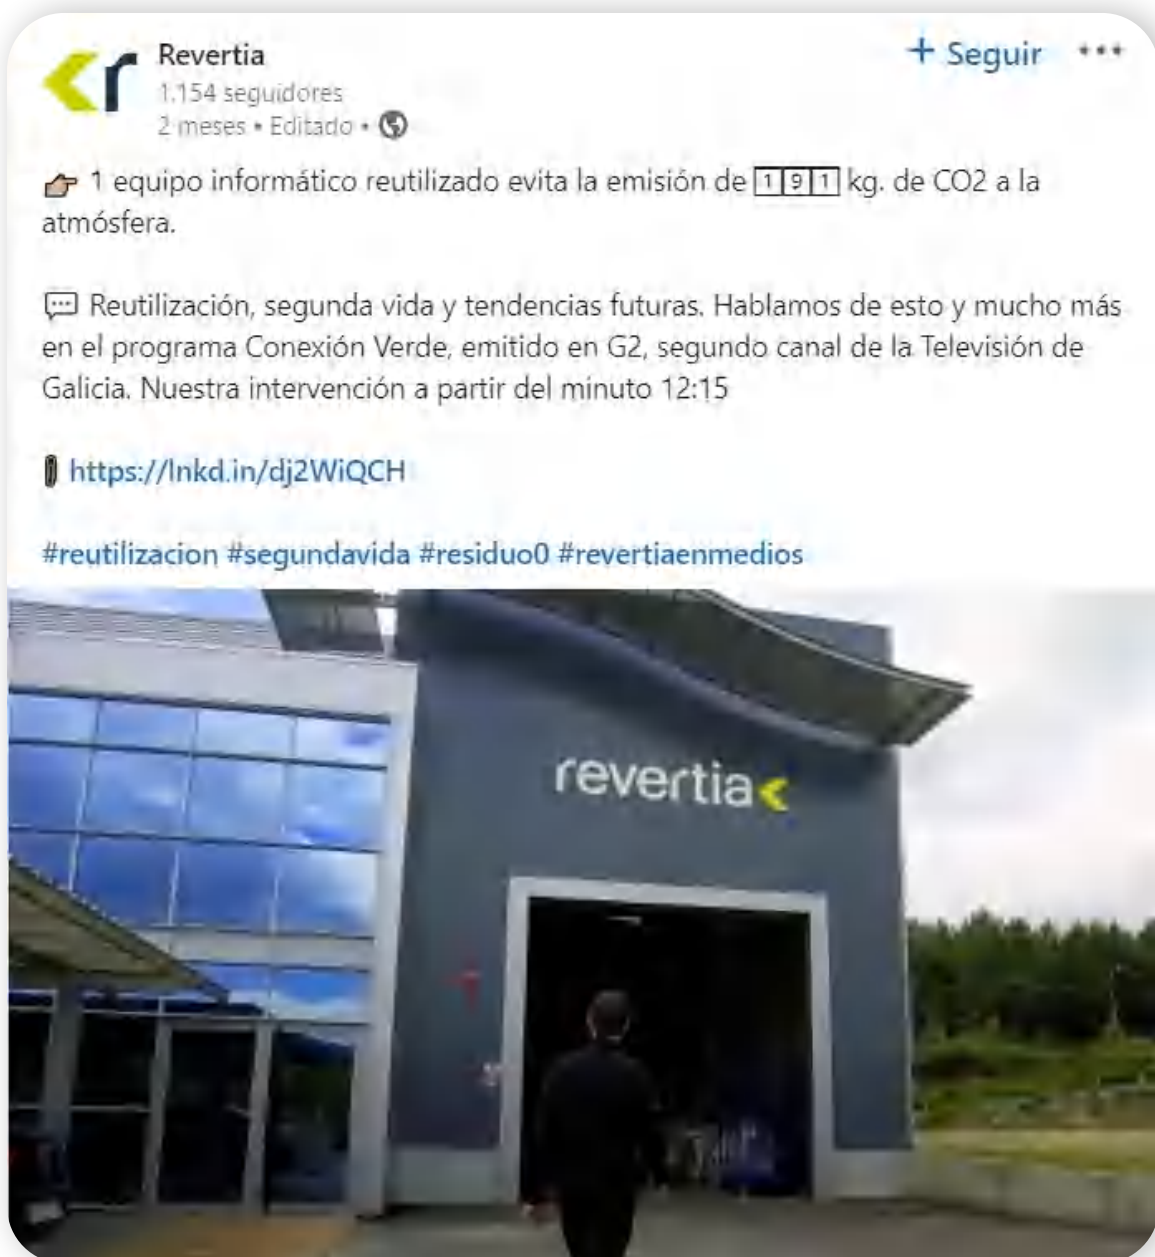 Revertia
+ Seguir
1.154 seguidores
2 meses • Editado •
👉 1 equipo informático reutilizado evita la emisión de 1 9 1 kg. de CO2 a la
atmósfera.
💬 Reutilización, segunda vida y tendencias futuras. Hablamos de esto y mucho más
en el programa Conexión Verde, emitido en G2, segundo canal de la Televisión de
Galicia. Nuestra intervención a partir del minuto 12:15
https://lnkd.in/dj2WiQCH
#reutilizacion #segundavida #residuo0 #revertiaenmedios
revertia